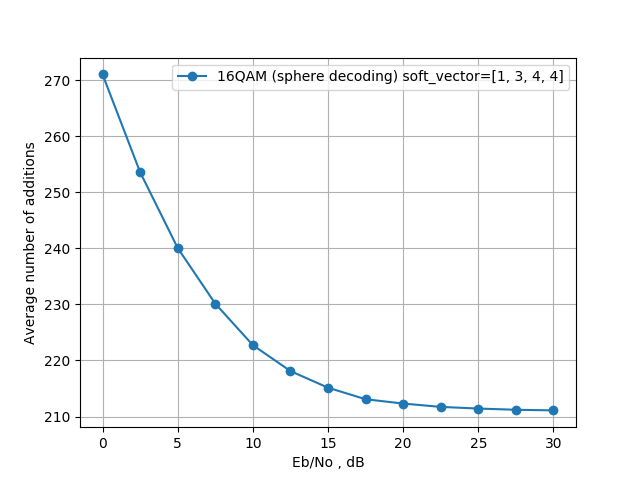 16QAM (sphere decoding) soft_vector=[1, 3, 4, 4]
270
260
250
240
230
220
210
Average number of additions
0 5 10 15 20 25 30
Eb/No , dB